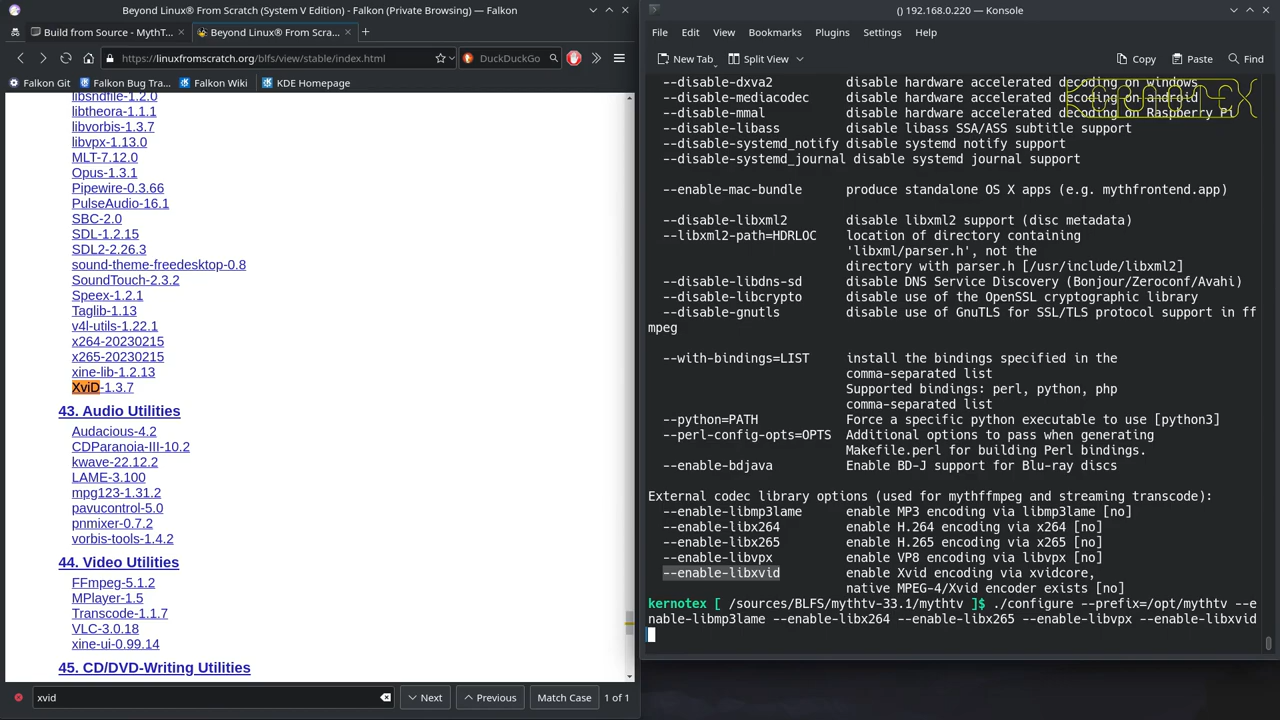 Beyond Linux® From Scratch (System V Edition) - Falkon (Private Browsing) — Falkon
Build from Source - MythT...
Beyond Linux® From Scra...
https://linuxfromscratch.org/blfs/view/stable/index.html
DuckDuckGo
Falkon Git
Falkon Bug Tra...
Falkon Wiki
KDE Homepage
libsndfile-1.2.0
libtheora-1.1.1
libvorbis-1.3.7
libvpx-1.13.0
MLT-7.12.0
Opus-1.3.1
Pipewire-0.3.66
PulseAudio-16.1
SBC-2.0
SDL-1.2.15
SDL2-2.26.3
sound-theme-freedesktop-0.8
SoundTouch-2.3.2
Speex-1.2.1
Taglib-1.13
v4l-utils-1.22.1
x264-20230215
x265-20230215
xine-lib-1.2.13
XviD-1.3.7
43. Audio Utilities
Audacious-4.2
CDParanoia-III-10.2
kwave-22.12.2
LAME-3.100
mpg123-1.31.2
pavucontrol-5.0
pnmixer-0.7.2
vorbis-tools-1.4.2
44. Video Utilities
FFmpeg-5.1.2
MPlayer-1.5
Transcode-1.1.7
VLC-3.0.18
xine-ui-0.99.14
45. CD/DVD-Writing Utilities
xvid
Next
Previous
Match Case
1 of 1
() 192.168.0.220 — Konsole
File Edit View Bookmarks Plugins Settings Help
New Tab
Split View
Copy
Paste
Find
KERNOTEX
--disable-dxva2 disable hardware accelerated decoding on windows
--disable-mediacodec disable hardware accelerated decoding on android
--disable-mmal disable hardware accelerated decoding on Raspberry Pi
--disable-libass disable libass SSA/ASS subtitle support
--disable-systemd_notify disable systemd notify support
--disable-systemd_journal disable systemd journal support
--enable-mac-bundle produce standalone OS X apps (e.g. mythfrontend.app)
--disable-libxml2 disable libxml2 support (disc metadata)
--libxml2-path=HDRLOC location of directory containing
'libxml/parser.h', not the
directory with parser.h [/usr/include/libxml2]
--disable-libdns-sd disable DNS Service Discovery (Bonjour/Zeroconf/Avahi)
--disable-libcrypto disable use of the OpenSSL cryptographic library
--disable-gnutls disable use of GnuTLS for SSL/TLS protocol support in ff
mpeg
--with-bindings=LIST install the bindings specified in the
comma-separated list
Supported bindings: perl, python, php
comma-separated list
--python=PATH Force a specific python executable to use [python3]
--perl-config-opts=OPTS Additional options to pass when generating
Makefile.perl for building Perl bindings.
--enable-bdjava Enable BD-J support for Blu-ray discs
External codec library options (used for mythffmpeg and streaming transcode):
--enable-libmp3lame enable MP3 encoding via libmp3lame [no]
--enable-libx264 enable H.264 encoding via x264 [no]
--enable-libx265 enable H.265 encoding via x265 [no]
--enable-libvpx enable VP8 encoding via libvpx [no]
--enable-libxvid enable Xvid encoding via xvidcore,
native MPEG-4/Xvid encoder exists [no]
kernotex [ /sources/BLFS/mythtv-33.1/mythtv ]$ ./configure --prefix=/opt/mythtv --e
nable-libmp3lame --enable-libx264 --enable-libx265 --enable-libvpx --enable-libxvid